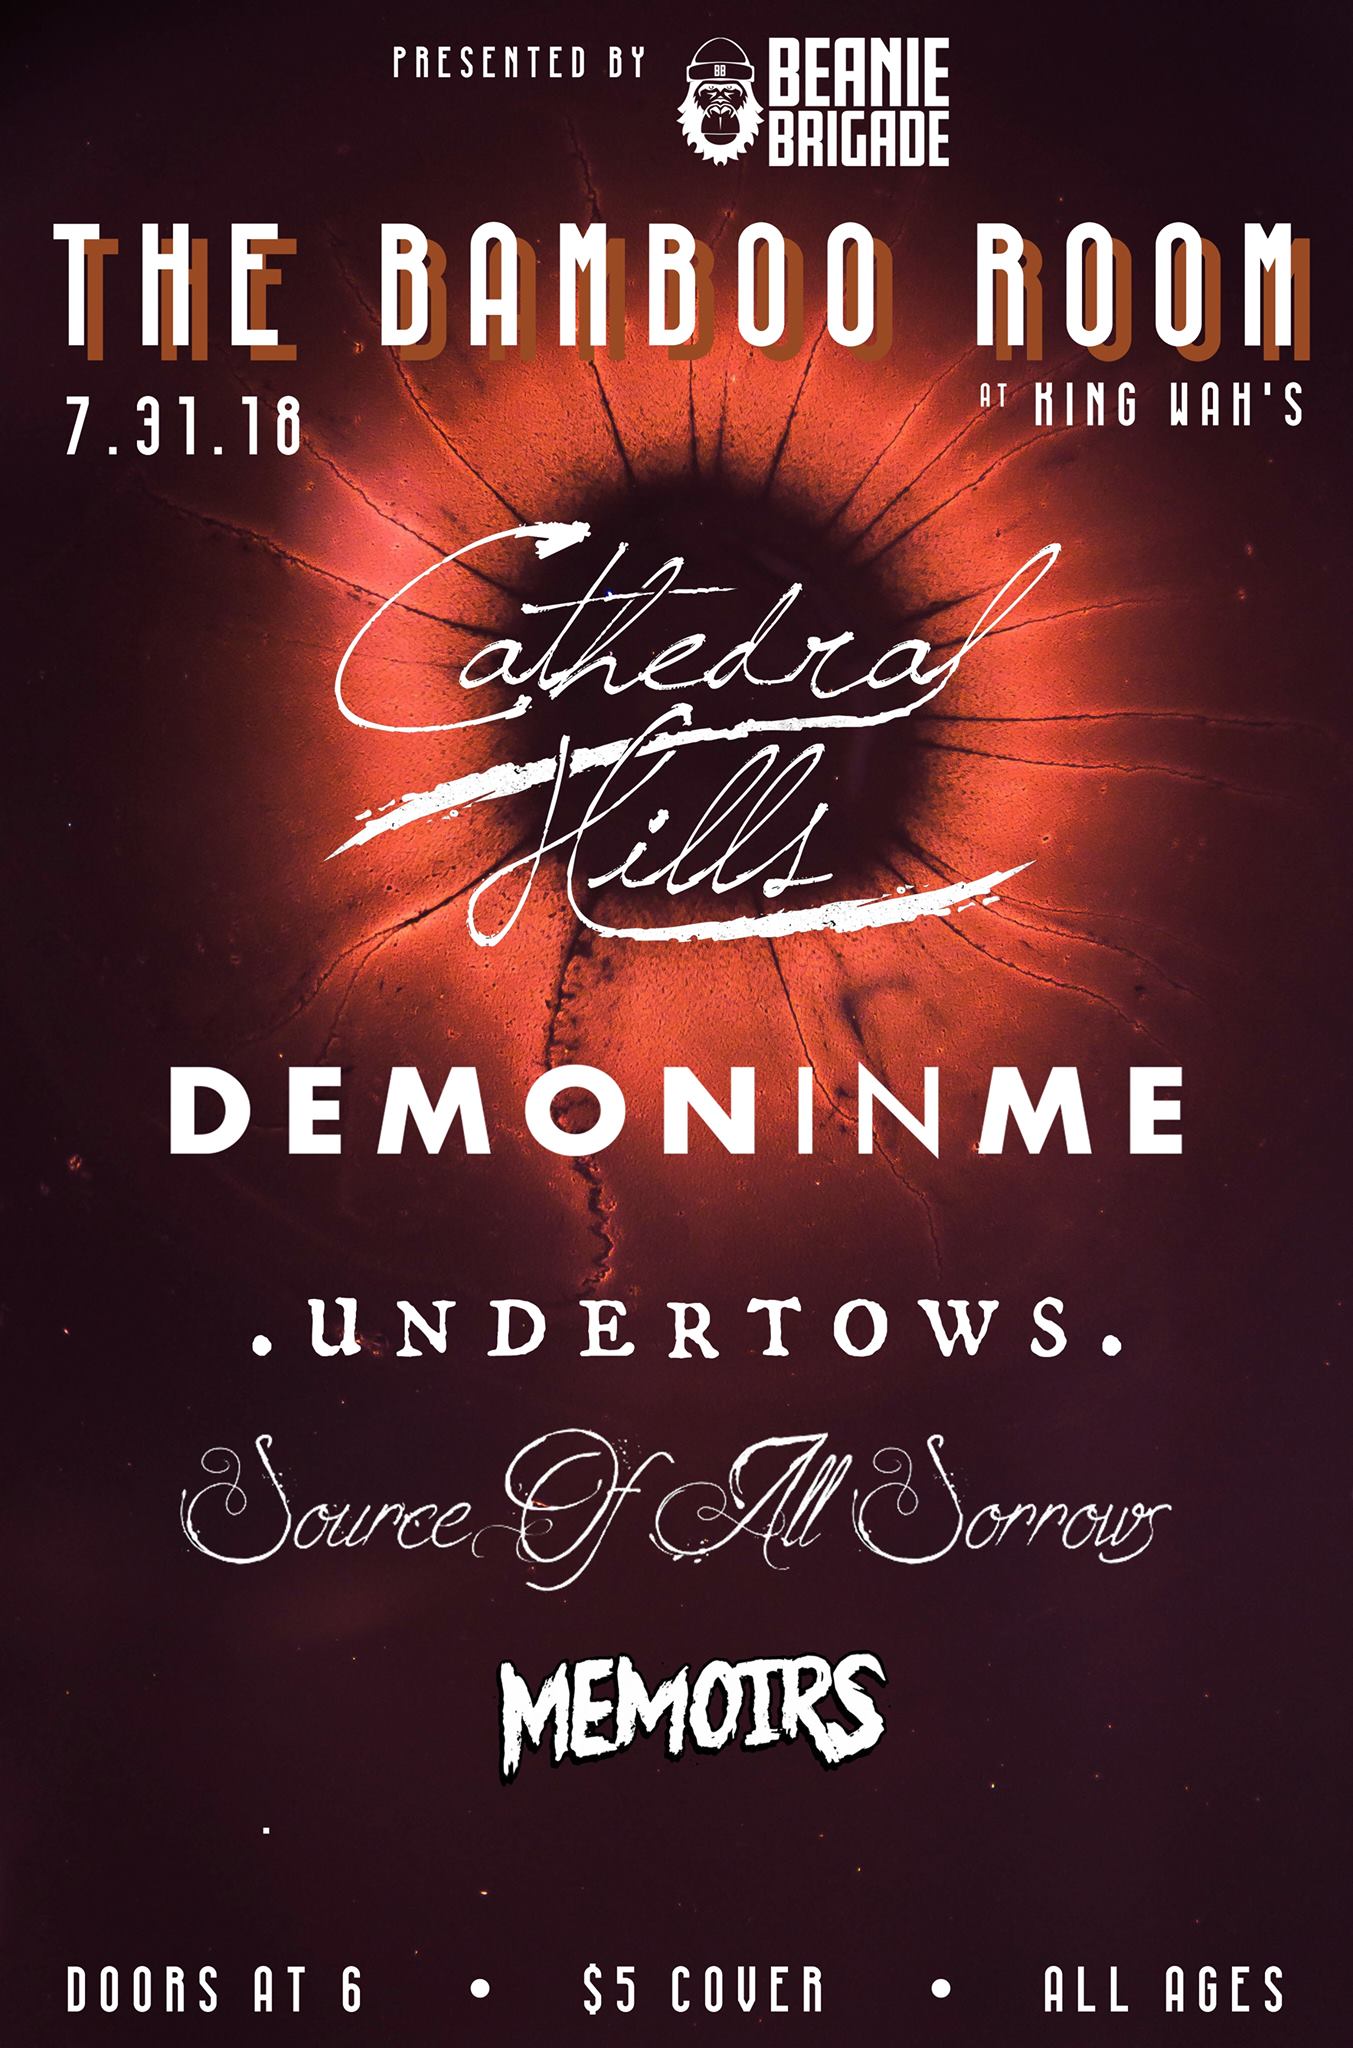 PRESENTED BY BEANIE
BRIGADE
BB
THE BAMBOO ROOM
7.31.18
AT KING WAH'S
Cathedral
Hills
DEMONINME
.UNDERTOWS.
Source Of All Sorrows
MEMOIRS
DOORS AT 6 • $5 COVER • ALL AGES